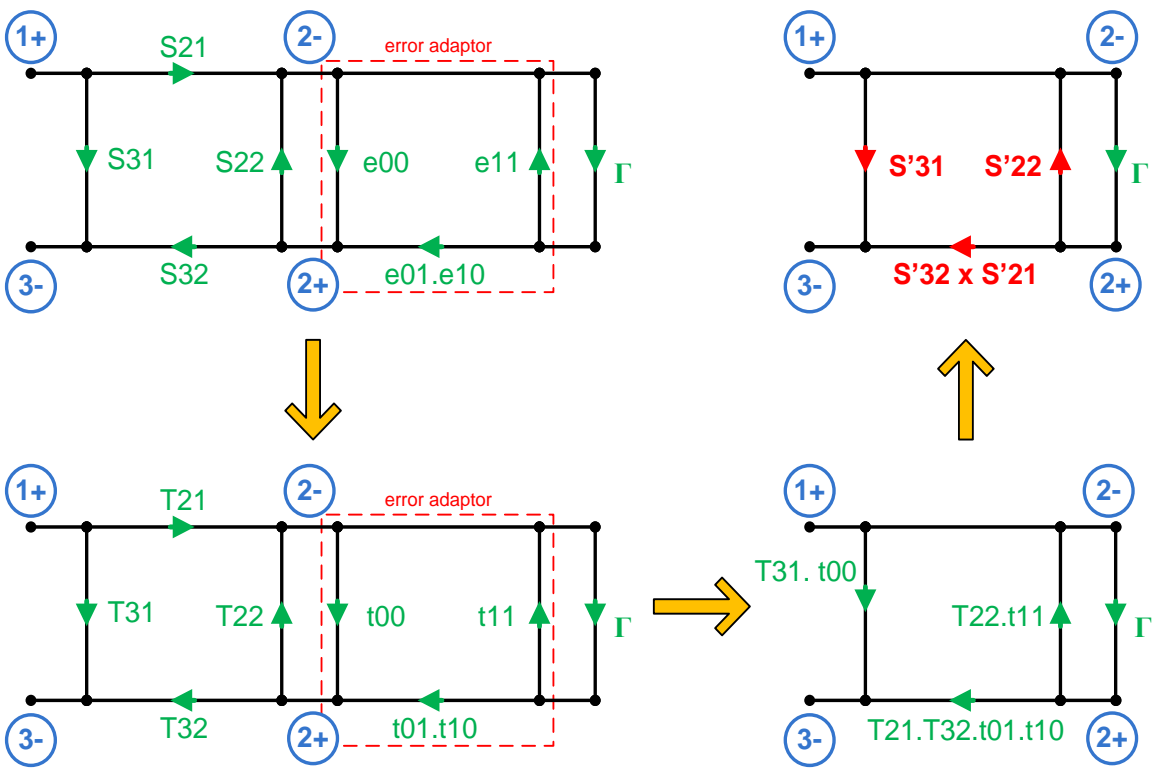 1+
S21
2-
error adaptor
S31
S22
e00
e11
Γ
3-
S32
2+
e01.e10
1+
2-
S’31
S’22
Γ
3-
S’32 x S’21
2+
1+
T21
2-
error adaptor
T31
T22
t00
t11
Γ
3-
T32
2+
t01.t10
1+
2-
T31. t00
T22.t11
Γ
3-
T21.T32.t01.t10
2+